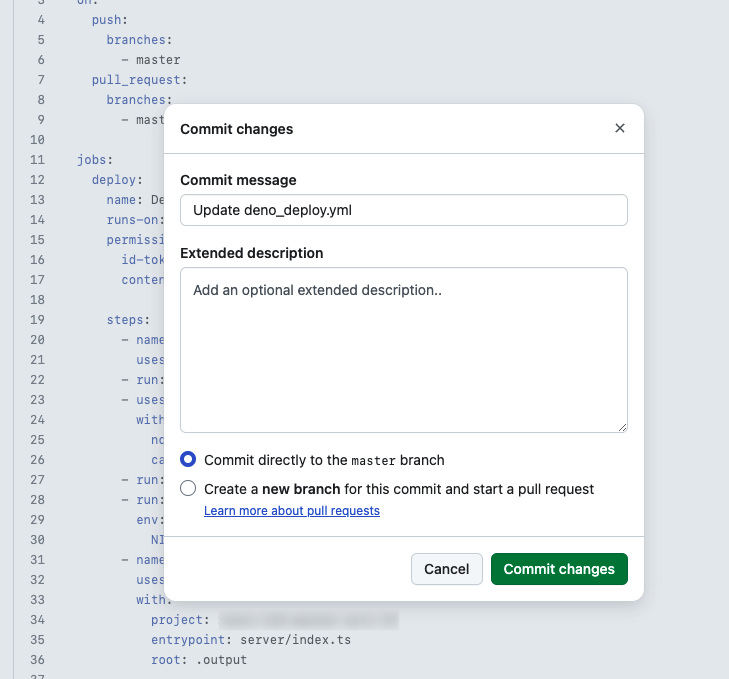 3 on:
4 push:
5 branches:
6 - master
7 pull_request:
8 branches:
9 - mast
10
11 jobs:
12 deploy:
13 name: De
14 runs-on:
15 permissi
16 id-tok
17 conten
18
19 steps:
20 - name
21 uses
22 - run:
23 - uses
24 with
25 no
26 ca
27 - run:
28 - run:
29 env:
30 NI
31 - name
32 uses
33 with:
34 project:
35 entrypoint: server/index.ts
36 root: .output
37
Commit changes
Commit message
Update deno_deploy.yml
Extended description
Add an optional extended description..
Commit directly to the master branch
Create a new branch for this commit and start a pull request
Learn more about pull requests
Cancel
Commit changes